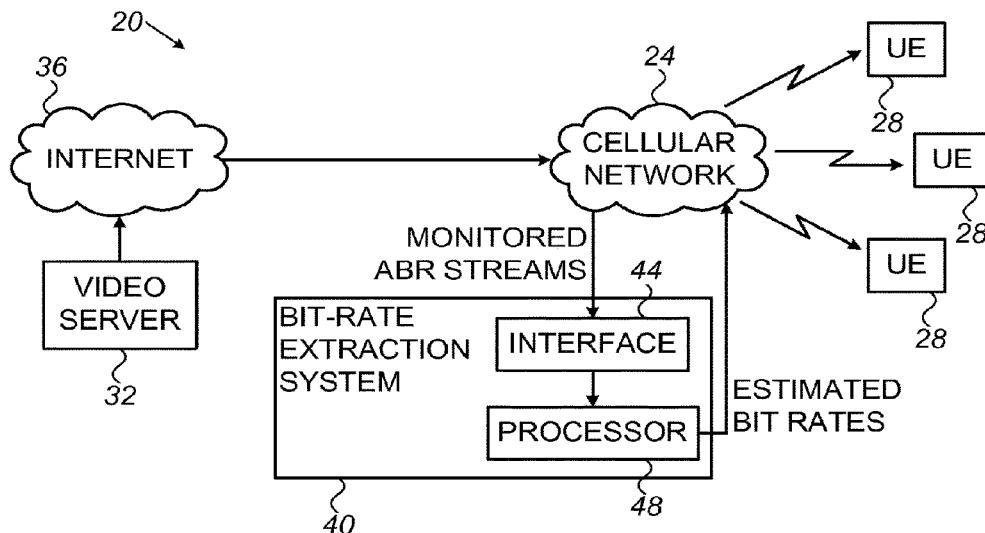 20
36
INTERNET
VIDEO
SERVER
32
24
CELLULAR
NETWORK
UE
28
UE
28
UE
28
MONITORED
ABR STREAMS
44
BIT-RATE
EXTRACTION
SYSTEM
INTERFACE
PROCESSOR
ESTIMATED
BIT RATES
40
48